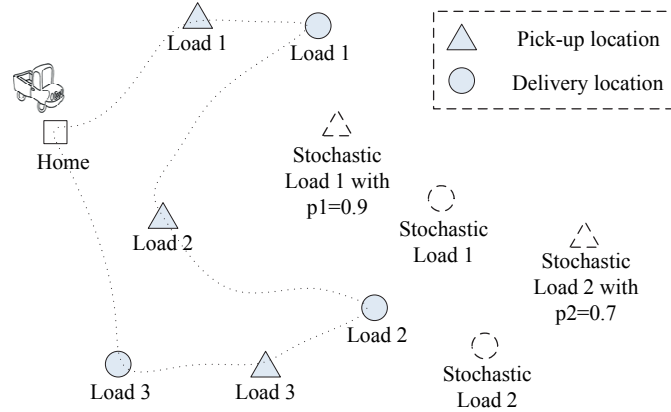 Load 1
Load 1
Pick-up location
Delivery location
Home
Stochastic
Load 1 with
p1=0.9
Load 2
Stochastic
Load 1
Stochastic
Load 2 with
p2=0.7
Load 2
Load 3
Load 3
Stochastic
Load 2